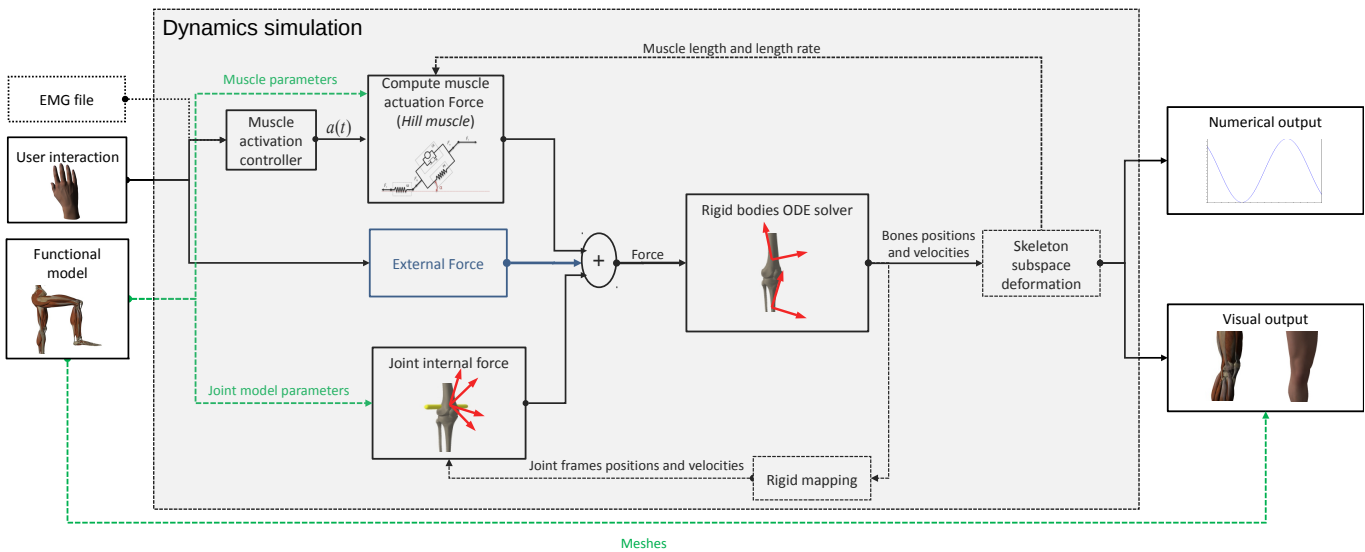 Dynamics simulation
Muscle length and length rate
Muscle parameters
EMG file
Compute muscle
actuation Force
(Hill muscle)
Muscle
activation
controller
a(t)
User interaction
Numerical output
Functional
model
External Force
+
Force
Rigid bodies ODE solver
Bones positions
and velocities
Skeleton
subspace
deformation
Visual output
Joint model parameters
Joint internal force
Joint frames positions and velocities
Rigid mapping
Meshes